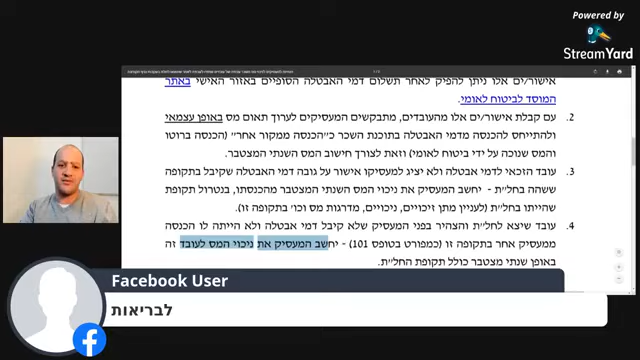 Powered by
StreamYard
אישור/ים אלו ניתן להפיק לאחר תשלום דמי האבטלה הסופיים באזור האישי באתר
המוסד לביטוח לאומי.
2. עם קבלת אישור/ים אלו מהעובדים, מתבקשים המעסיקים לערוך תאום מס באופן עצמאי
ולהתייחס להכנסה מדמי האבטלה בתוכנת השכר כ״הכנסה ממקור אחר״ (הכנסה ברוטו
והמס שנוכה על ידי ביטוח לאומי) וזאת לצורך חישוב המס השנתי המצטבר.
3. עובד הזכאי לדמי אבטלה ולא יציג למעסיקו אישור על גובה דמי האבטלה שקיבל בתקופה
ששהה בחל״ת - יחשב המעסיק את ניכוי המס השנתי המצטבר מהכנסתו, בנטרול תקופת
שהייתו בחל״ת (לעניין מתן זיכויים, ניכויים, מדרגות מס וכו׳ בתקופה זו).
4. עובד שיצא לחל״ת והצהיר בפני המעסיק שלא קיבל דמי אבטלה ולא הייתה לו הכנסה
ממעסיק אחר בתקופה זו (כמפורט בטופס 101) - יחשב המעסיק את ניכוי המס לעובד זה
באופן שנתי מצטבר כולל תקופת החל״ת.
Facebook User
לבריאות